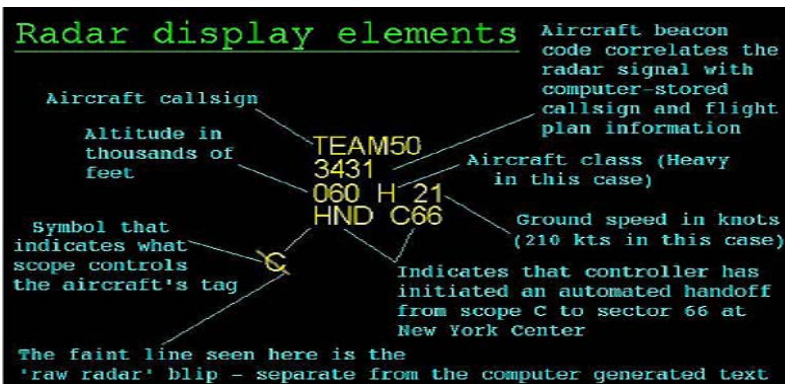 Radar display elements
Aircraft beacon
code correlates the
radar signal with
computer-stored
callsign and flight
plan information
Aircraft callsign
Altitude in
thousands of
feet
TEAM50
3431
060 H 21
HND C66
Aircraft class (Heavy
in this case)
Ground speed in knots
(210 kts in this case)
Symbol that
indicates what
scope controls
the aircraft's tag
C
Indicates that controller has
initiated an automated handoff
from scope C to sector 66 at
New York Center
The faint line seen here is the
'raw radar' blip – separate from the computer generated text